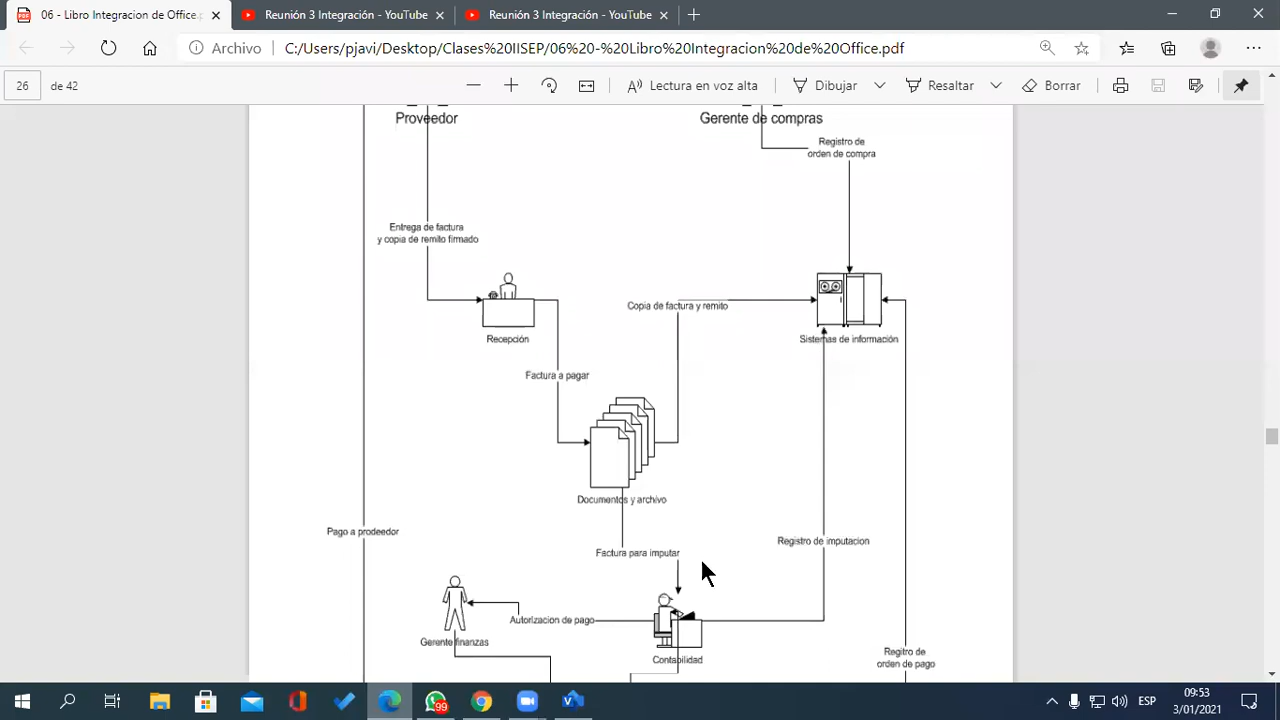 06 - Libro Integracion de Office.
Reunión 3 Integración - YouTube
Reunión 3 Integración - YouTube
Archivo
C:/Users/pjavi/Desktop/Clases%20IISEP/06%20-%20Libro%20Integracion%20de%20Office.pdf
26
de 42
Lectura en voz alta
Dibujar
Resaltar
Borrar
Proveedor
Gerente de compras
Registro de
orden de compra
Entrega de factura
y copia de remito firmado
Copia de factura y remito
Recepción
Sistemas de información
Factura a pagar
Documentos y archivo
Pago a prodeedor
Registro de imputacion
Factura para imputar
Autorizacion de pago
Gerente finanzas
Contabilidad
Regitro de
orden de pago
99
ESP
09:53
3/01/2021